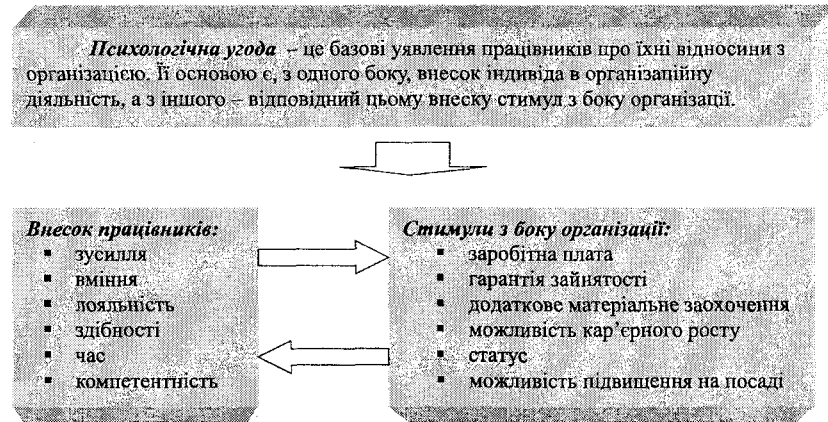 Психологічна угода – це базові уявлення працівників про їхні відносини з
організацією. Її основою є, з одного боку, внесок індивіда в організаційну
діяльність, а з іншого – відповідний цьому внеску стимул з боку організації.
Внесок працівників:
▪ зусилля
▪ вміння
▪ лояльність
▪ здібності
▪ час
▪ компетентність
Стимули з боку організації:
▪ заробітна плата
▪ гарантія зайнятості
▪ додаткове матеріальне заохочення
▪ можливість кар’єрного росту
▪ статус
▪ можливість підвищення на посаді